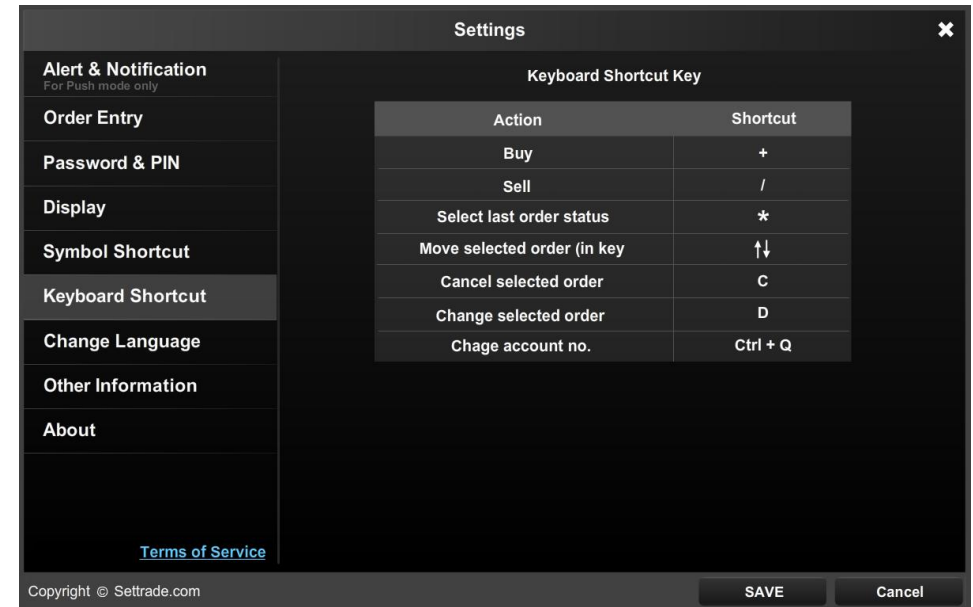 Settings
Alert & Notification
For Push mode only
Order Entry
Password & PIN
Display
Symbol Shortcut
Keyboard Shortcut
Change Language
Other Information
About
Terms of Service
Keyboard Shortcut Key
Action Shortcut
Buy +
Sell /
Select last order status *
Move selected order (in key ↑↓
Cancel selected order C
Change selected order D
Chage account no. Ctrl + Q
Copyright © Settrade.com
SAVE Cancel